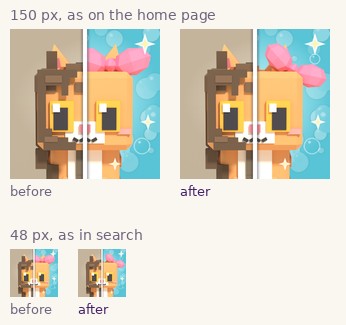 150 px, as on the home page
before
after
48 px, as in search
before
after